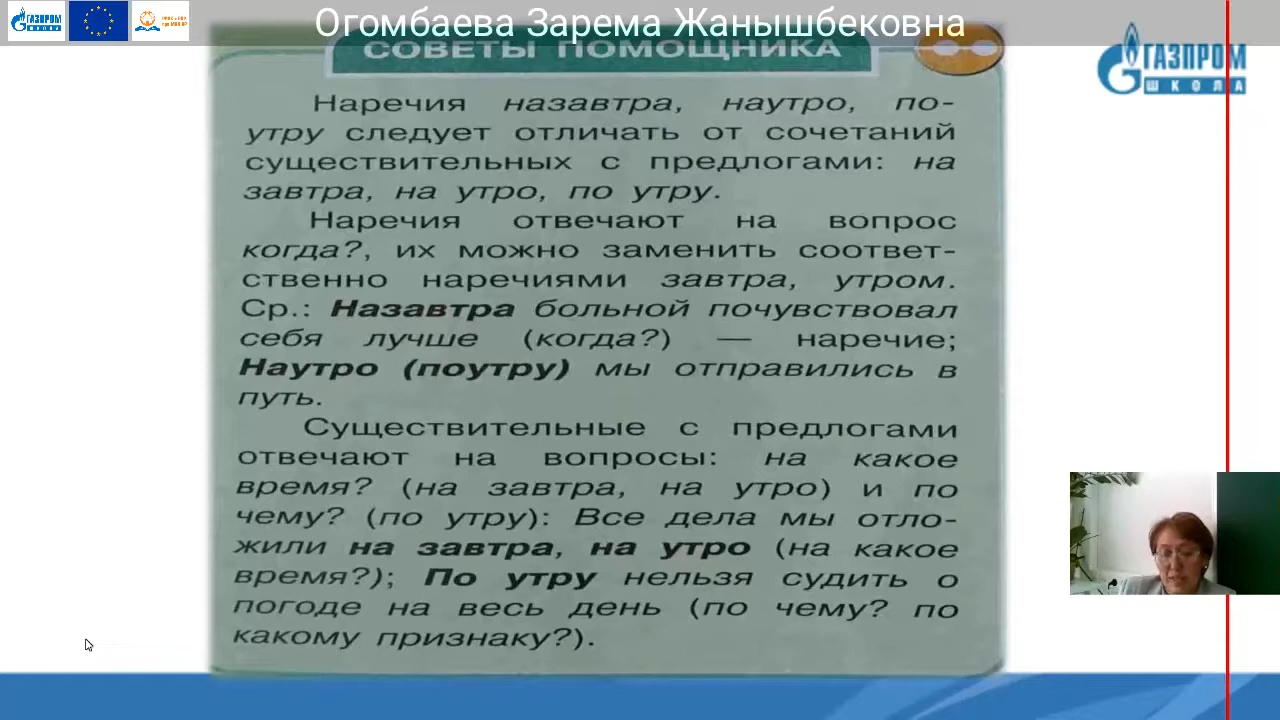 ГАЗПРОМ
Огомбаева Зарема Жанышбековна
СОВЕТЫ ПОМОЩНИКА
ГАЗПРОМ
ШКОЛА
Наречия назавтра, наутро, по-
утру следует отличать от сочетаний
существительных с предлогами: на
завтра, на утро, по утру.
Наречия отвечают на вопрос
когда?, их можно заменить соответ-
ственно наречиями завтра, утром.
Ср.: Назавтра больной почувствовал
себя лучше (когда?) — наречие;
Наутро (поутру) мы отправились в
путь.
Существительные с предлогами
отвечают на вопросы: на какое
время? (на завтра, на утро) и по
чему? (по утру): Все дела мы отло-
жили на завтра, на утро (на какое
время?); По утру нельзя судить о
погоде на весь день (по чему? по
какому признаку?).